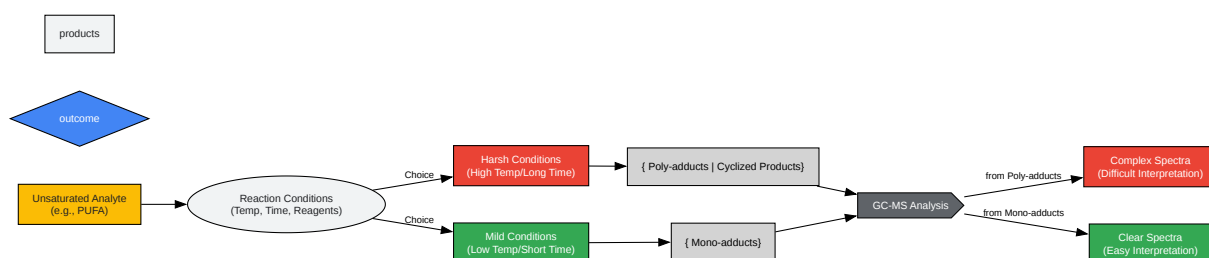 products
outcome
Unsaturated Analyte
(e.g., PUFA)
Reaction Conditions
(Temp, Time, Reagents)
Choice
Choice
Harsh Conditions
(High Temp/Long Time)
Mild Conditions
(Low Temp/Short Time)
{ Poly-adducts | Cyclized Products}
{ Mono-adducts}
GC-MS Analysis
from Poly-adducts
from Mono-adducts
Complex Spectra
(Difficult Interpretation)
Clear Spectra
(Easy Interpretation)